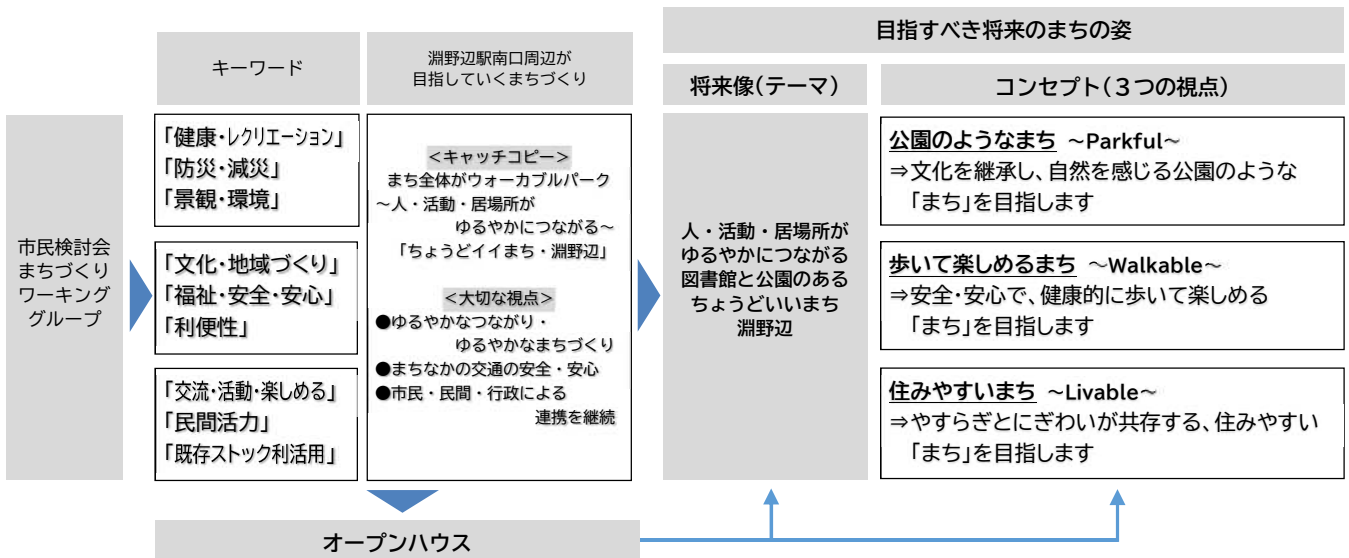 目指すべき将来のまちの姿
キーワード
淵野辺駅南口周辺が
目指していくまちづくり
将来像(テーマ)
コンセプト(３つの視点)
市民検討会
まちづくり
ワーキング
グループ
「健康・レクリエーション」
「防災・減災」
「景観・環境」
「文化・地域づくり」
「福祉・安全・安心」
「利便性」
「交流・活動・楽しめる」
「民間活力」
「既存ストック利活用」
<キャッチコピー>
まち全体がウォーカブルパーク
～人・活動・居場所が
ゆるやかにつながる～
「ちょうどイイまち・淵野辺」
<大切な視点>
●ゆるやかなつながり・
ゆるやかなまちづくり
●まちなかの交通の安全・安心
●市民・民間・行政による
連携を継続
人・活動・居場所が
ゆるやかにつながる
図書館と公園のある
ちょうどいいまち
淵野辺
公園のようなまち ～Parkful～
⇒文化を継承し、自然を感じる公園のような
「まち」を目指します
歩いて楽しめるまち ～Walkable～
⇒安全・安心で、健康的に歩いて楽しめる
「まち」を目指します
住みやすいまち ～Livable～
⇒やすらぎとにぎわいが共存する、住みやすい
「まち」を目指します
オープンハウス